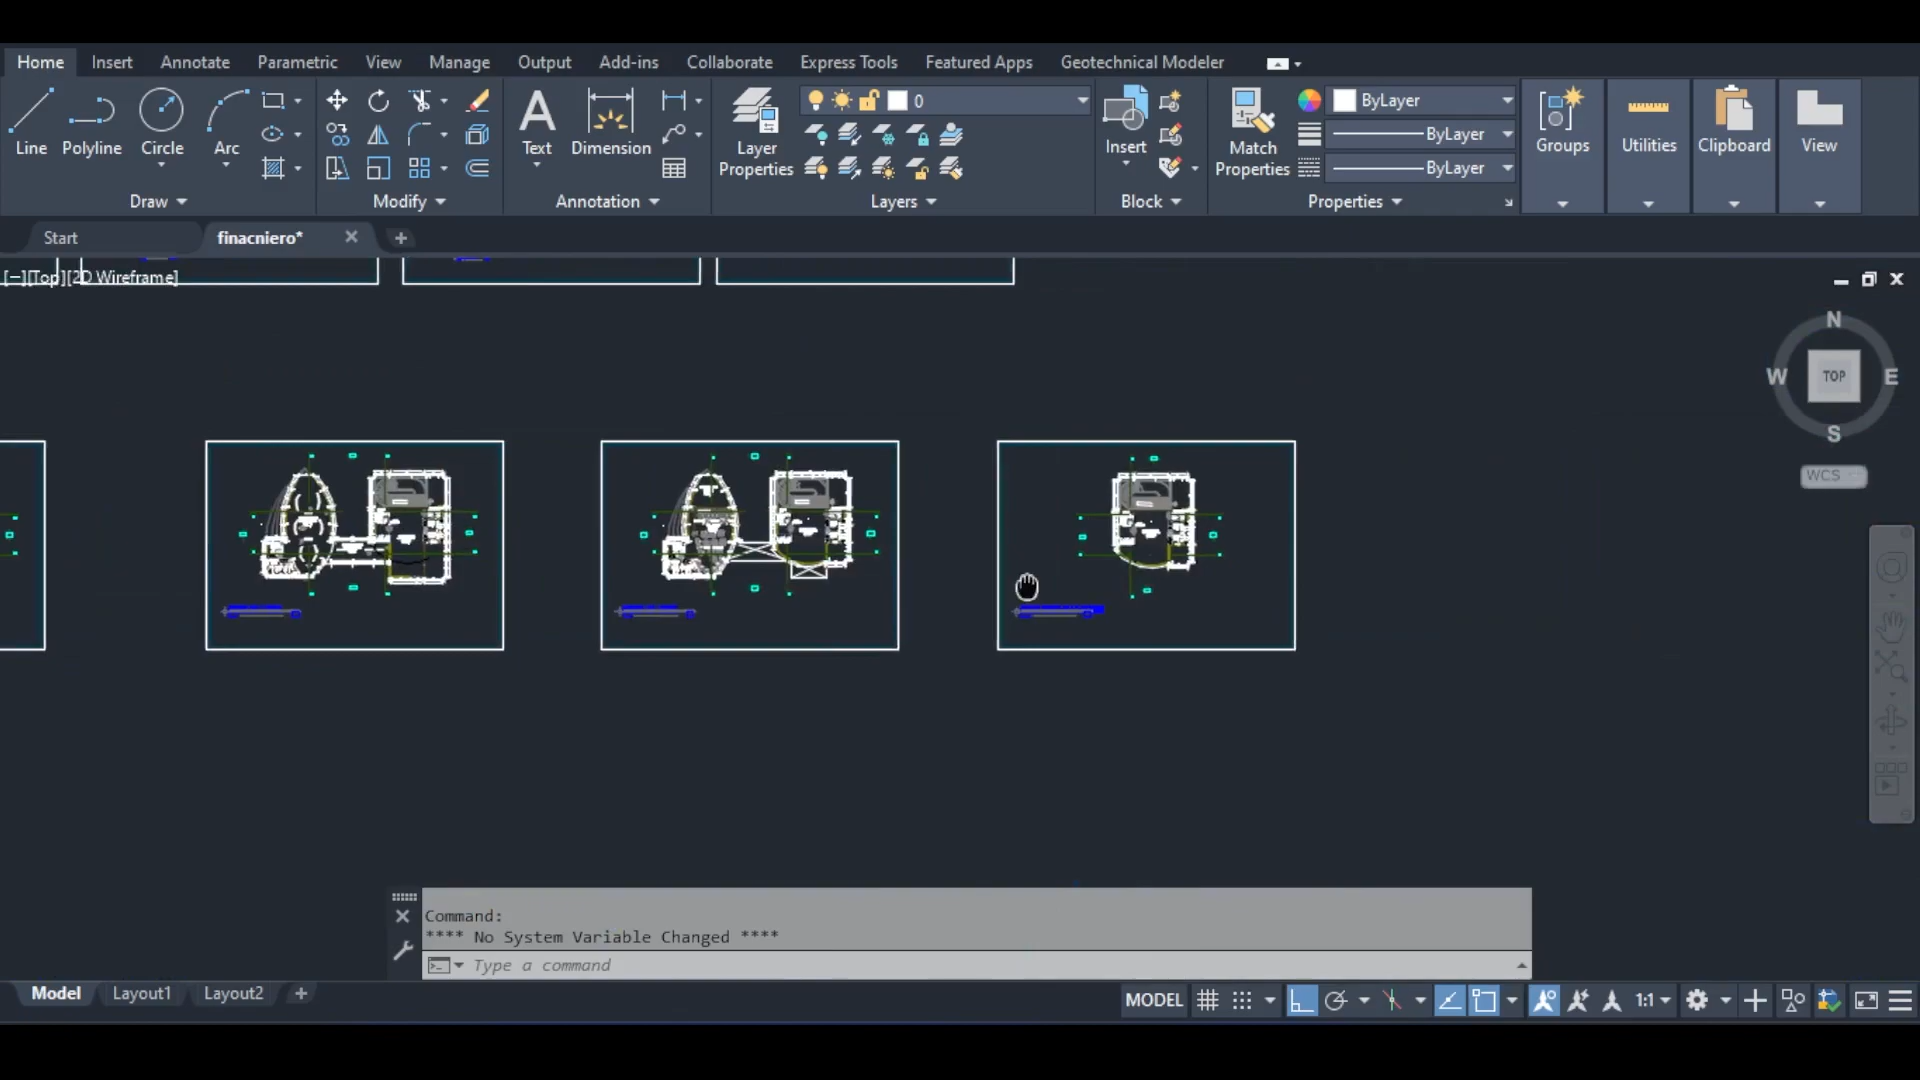 Home Insert Annotate Parametric View Manage Output Add-ins Collaborate Express Tools Featured Apps Geotechnical Modeler
0
ByLayer
ByLayer
ByLayer
Line Polyline Circle Arc
Text Dimension
Layer Properties
Insert
Match Properties
Groups Utilities Clipboard View
Draw Modify Annotation Layers Block Properties
Start finacniero*
[−][Top][2D Wireframe]
N
W TOP E
S
WCS
Command:
**** No System Variable Changed ****
Type a command
Model Layout1 Layout2
MODEL 1:1